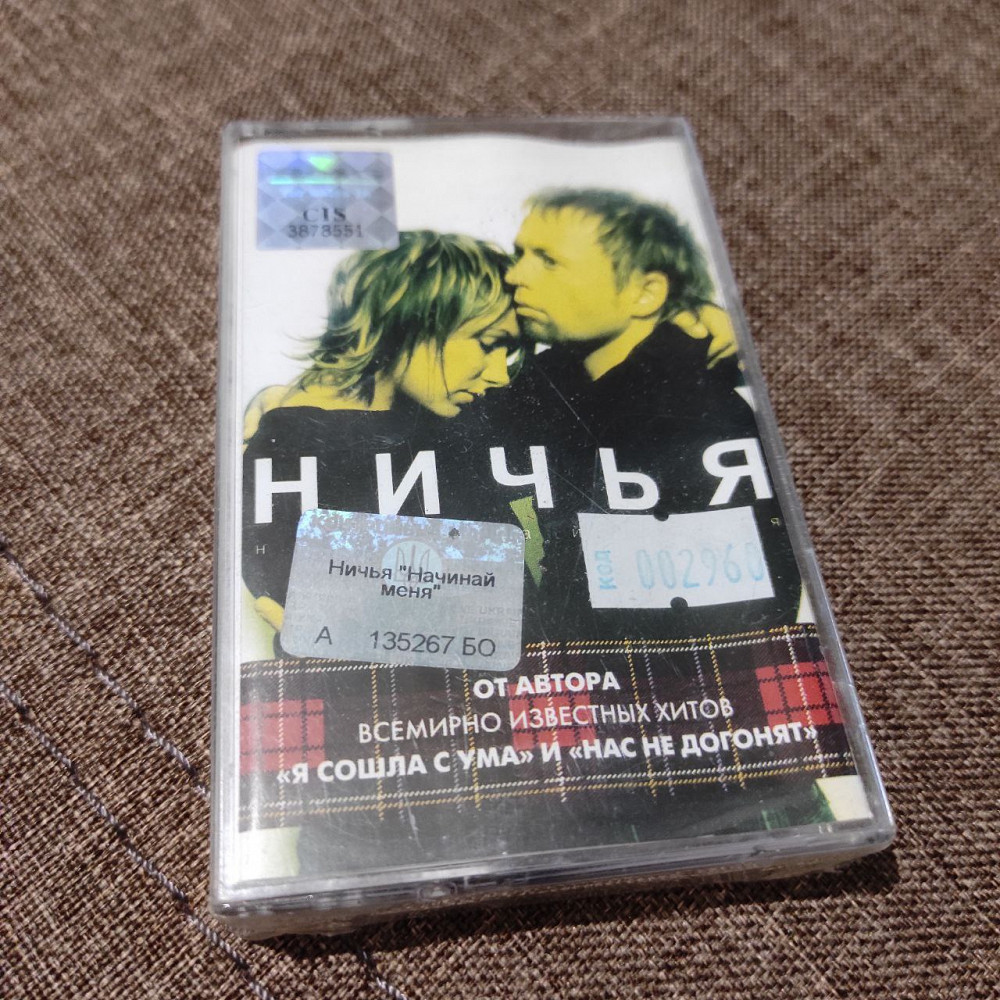 CIS
3878551
НИЧЬЯ
Ничья "Начинай
меня"
А 135267 БО
код 002960
ОТ АВТОРА
ВСЕМИРНО ИЗВЕСТНЫХ ХИТОВ
«Я СОШЛА С УМА» И «НАС НЕ ДОГОНЯТ»